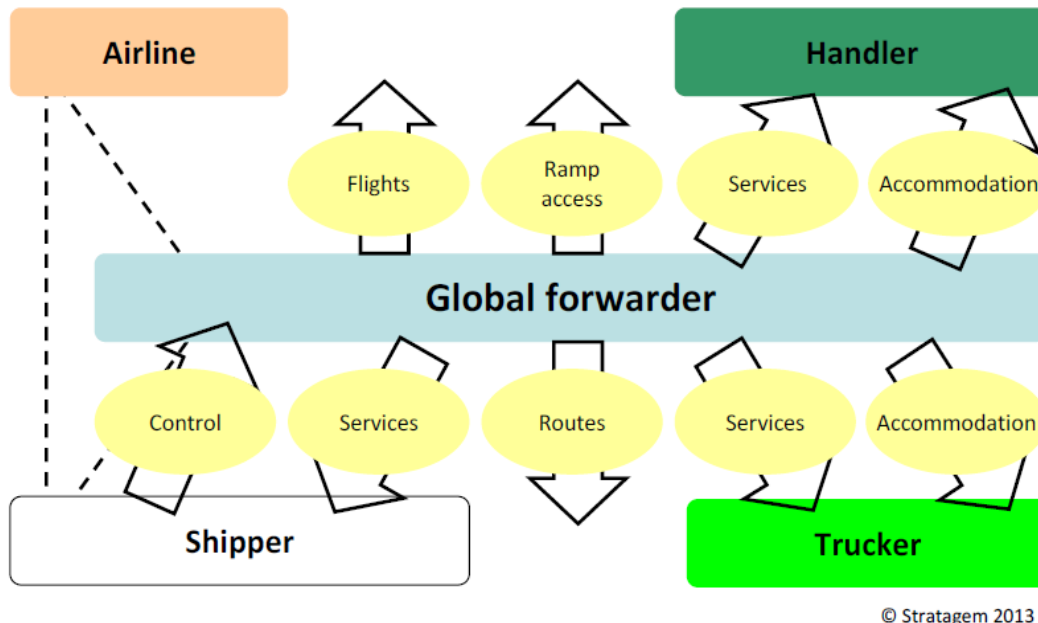 Airline
Handler
Flights
Ramp
access
Services
Accommodation
Global forwarder
Control
Services
Routes
Services
Accommodation
Shipper
Trucker
© Stratagem 2013